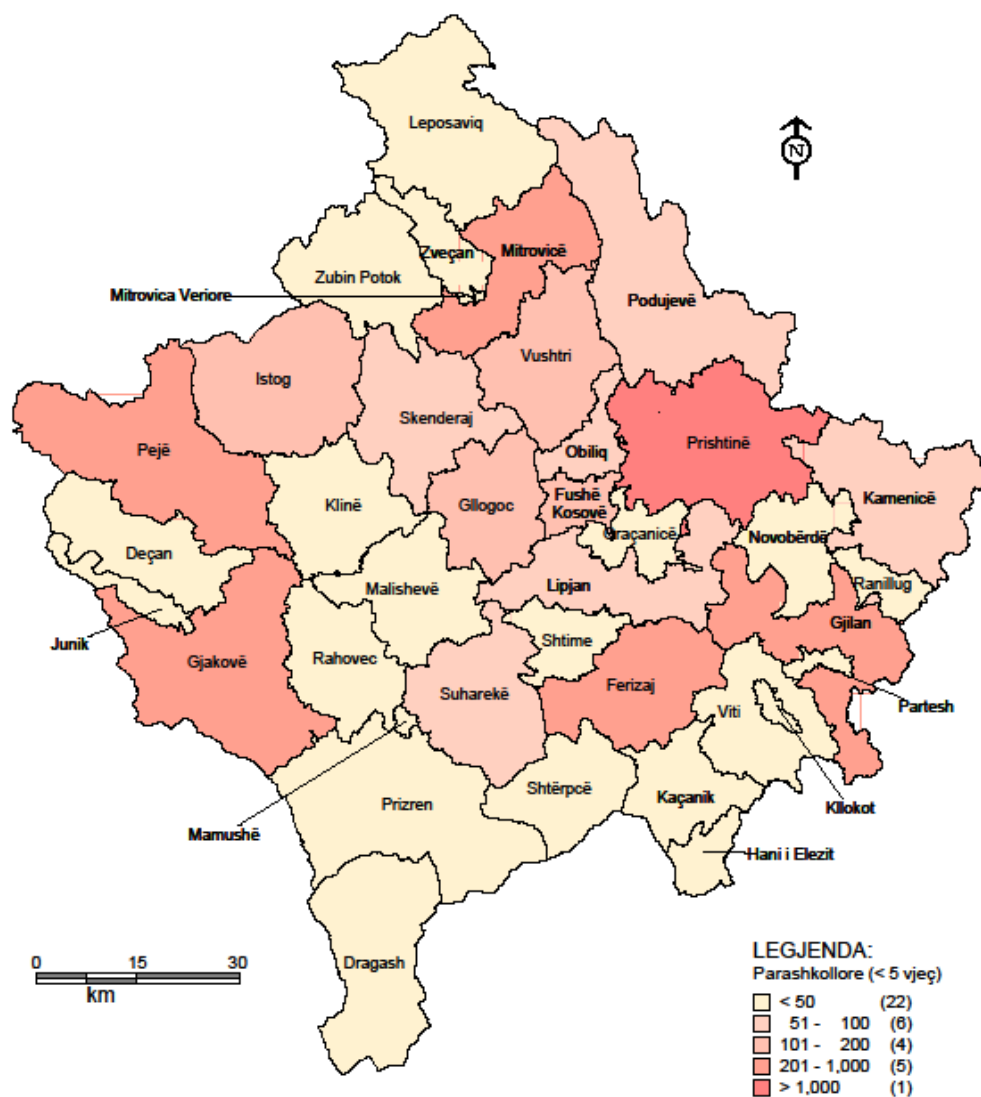 Leposaviq
N
Zveçan
Mitrovicë
Zubin Potok
Mitrovica Veriore
Podujevë
Vushtri
Istog
Skenderaj
Pejë
Obiliq
Prishtinë
Klinë
Gllogoc
Fushë
Kosovë
Kamenicë
Graçanicë
Novobërdë
Deçan
Malishevë
Lipjan
Ranillug
Junik
Shtime
Gjilan
Gjakovë
Rahovec
Suharekë
Ferizaj
Viti
Partesh
Shtërpcë
Prizren
Kaçanik
Kllokot
Mamushë
Hani i Elezit
Dragash
0 15 30
km
LEGJENDA:
Parashkollore (< 5 vjeç)
< 50 (22)
51 - 100 (6)
101 - 200 (4)
201 - 1,000 (5)
> 1,000 (1)